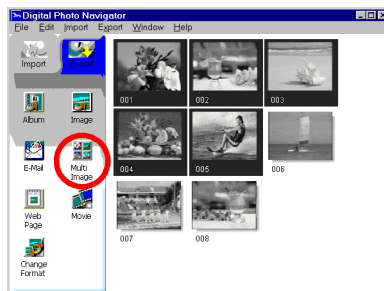 Digital Photo Navigator
File Edit Import Export Window Help
Import Export
Album Image
E-Mail Multi Image
Web Page Movie
Change Format
001 002 003
004 005 006
007 008